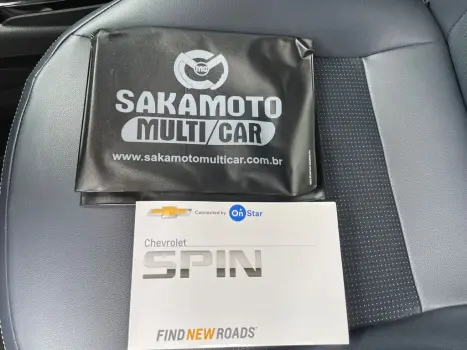 SAKAMOTO
MULTI/CAR
www.sakamotomulticar.com.br
Connected by OnStar
Chevrolet
SPIN
FIND NEW ROADS